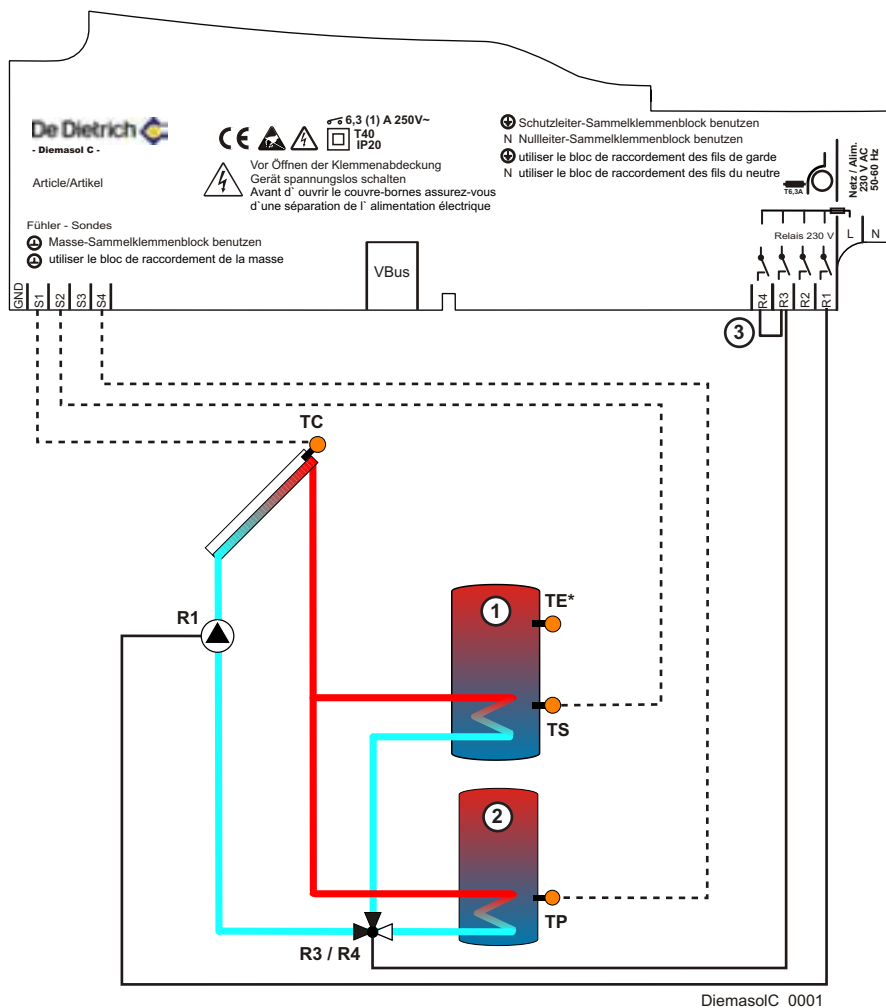 De Dietrich
- Diemasol C -
Article/Artikel
CE
6,3 (1) A 250V~
T40
IP20
Vor Öffnen der Klemmenabdeckung
Gerät spannungslos schalten
Avant d` ouvrir le couvre-bornes assurez-vous
d`une séparation de l` alimentation électrique
Schutzleiter-Sammelklemmenblock benutzen
N Nullleiter-Sammelklemmenblock benutzen
utiliser le bloc de raccordement des fils de garde
N utiliser le bloc de raccordement des fils du neutre
T6,3A
Netz / Alim.
230 V AC
50-60 Hz
Fühler - Sondes
Masse-Sammelklemmenblock benutzen
utiliser le bloc de raccordement de la masse
VBus
Relais 230 V
L
N
GND
S1
S2
S3
S4
R4
R3
R2
R1
3
TC
R1
1
TE*
TS
2
TP
R3 / R4
DiemasolC_0001